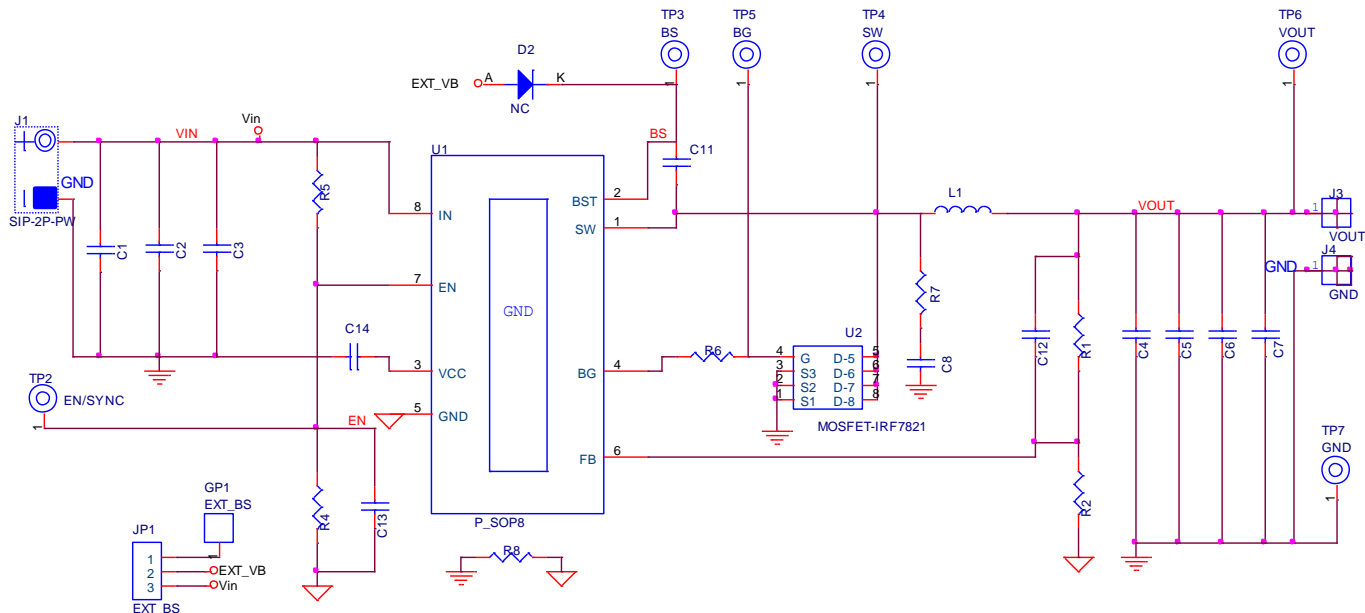 TP3
BS
TP5
BG
TP4
SW
TP6
VOUT
D2
EXT_VB
A
K
NC
1
1
1
1
J1
VIN
Vin
BS
U1
C11
GND
SIP-2P-PW
R5
2
BST
L1
8
IN
1
SW
VOUT
1
J3
VOUT
C1
C2
C3
J4
GND
1
GND
7
EN
GND
R7
C14
U2
C12
R1
C4
C5
C6
C7
R6
4
G
D-5
5
3
VCC
4
BG
3
S3
D-6
6
C8
2
S2
D-7
7
1
S1
D-8
8
TP2
EN/SYNC
5
GND
EN
1
MOSFET-IRF7821
TP7
GND
6
FB
1
GP1
EXT_BS
R4
C13
R2
P_SOP8
JP1
1
1
2
EXT_VB
3
Vin
EXT_BS
R8